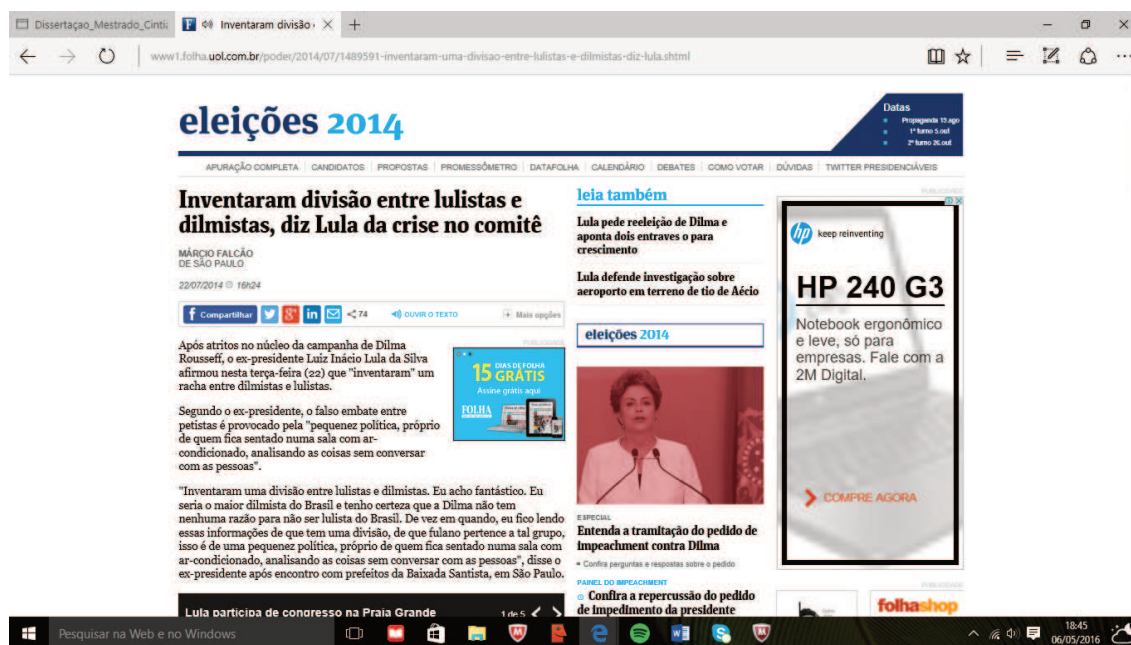 Dissertaçao_Mestrado_Cintia
Inventaram divisão
www1.folha.uol.com.br/poder/2014/07/1489591-inventaram-uma-divisao-entre-lulistas-e-dilmistas-diz-lula.shtml
eleições 2014
Datas
Propaganda 19.ago
1º turno 5.out
2º turno 26.out
APURAÇÃO COMPLETA CANDIDATOS PROPOSTAS PROMESSÔMETRO DATAFOLHA CALENDÁRIO DEBATES COMO VOTAR DÚVIDAS TWITTER PRESIDENCIÁVEIS
Inventaram divisão entre lulistas e
dilmistas, diz Lula da crise no comitê
MÁRCIO FALCÃO
DE SÃO PAULO
22/07/2014 16h24
Compartilhar 74 OUVIR O TEXTO Mais opções
PUBLICIDADE
Após atritos no núcleo da campanha de Dilma
Rousseff, o ex-presidente Luiz Inácio Lula da Silva
afirmou nesta terça-feira (22) que "inventaram" um
racha entre dilmistas e lulistas.
Segundo o ex-presidente, o falso embate entre
petistas é provocado pela "pequenez política, próprio
de quem fica sentado numa sala com ar-
condicionado, analisando as coisas sem conversar
com as pessoas".
15 DIAS DE FOLHA
GRÁTIS
Assine grátis aqui
FOLHA
"Inventaram uma divisão entre lulistas e dilmistas. Eu acho fantástico. Eu
seria o maior dilmista do Brasil e tenho certeza que a Dilma não tem
nenhuma razão para não ser lulista do Brasil. De vez em quando, eu fico lendo
essas informações de que tem uma divisão, de que fulano pertence a tal grupo,
isso é de uma pequenez política, próprio de quem fica sentado numa sala com
ar-condicionado, analisando as coisas sem conversar com as pessoas", disse o
ex-presidente após encontro com prefeitos da Baixada Santista, em São Paulo.
Lula participa de congresso na Praia Grande 1 de 5
leia também
Lula pede reeleição de Dilma e
aponta dois entraves o para
crescimento
Lula defende investigação sobre
aeroporto em terreno de tio de Aécio
eleições 2014
ESPECIAL
Entenda a tramitação do pedido de
impeachment contra Dilma
Confira perguntas e respostas sobre o pedido
PAINEL DO IMPEACHMENT
Confira a repercussão do pedido
de impedimento da presidente
PUBLICIDADE
hp keep reinventing
HP 240 G3
Notebook ergonômico
e leve, só para
empresas. Fale com a
2M Digital.
COMPRE AGORA
PUBLICIDADE
folhashop
Pesquisar na Web e no Windows
18:45
06/05/2016